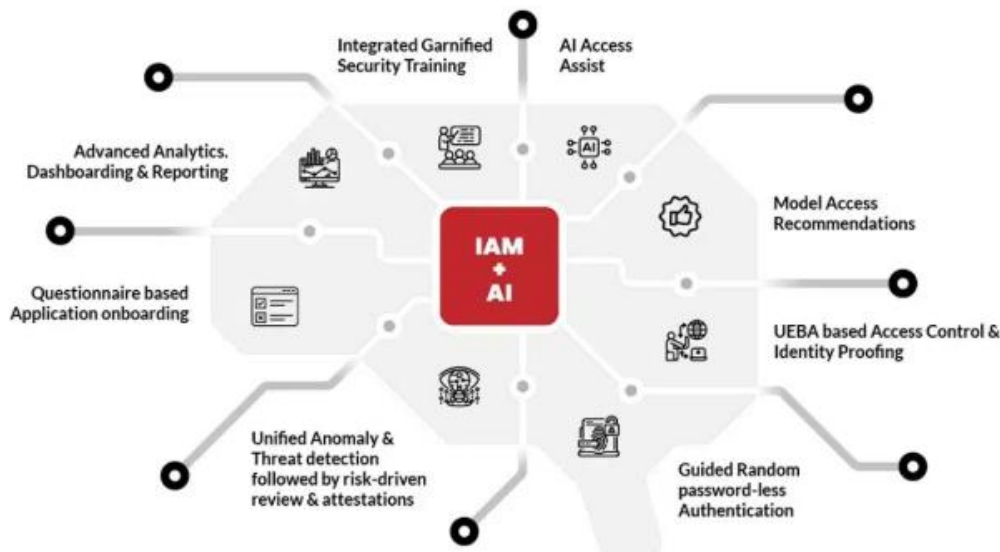 Integrated Garnified
Security Training
AI Access
Assist
Advanced Analytics.
Dashboarding & Reporting
AI
Model Access
Recommendations
IAM
+
AI
Questionnaire based
Application onboarding
UEBA based Access Control &
Identity Proofing
Unified Anomaly &
Threat detection
followed by risk-driven
review & attestations
Guided Random
password-less
Authentication